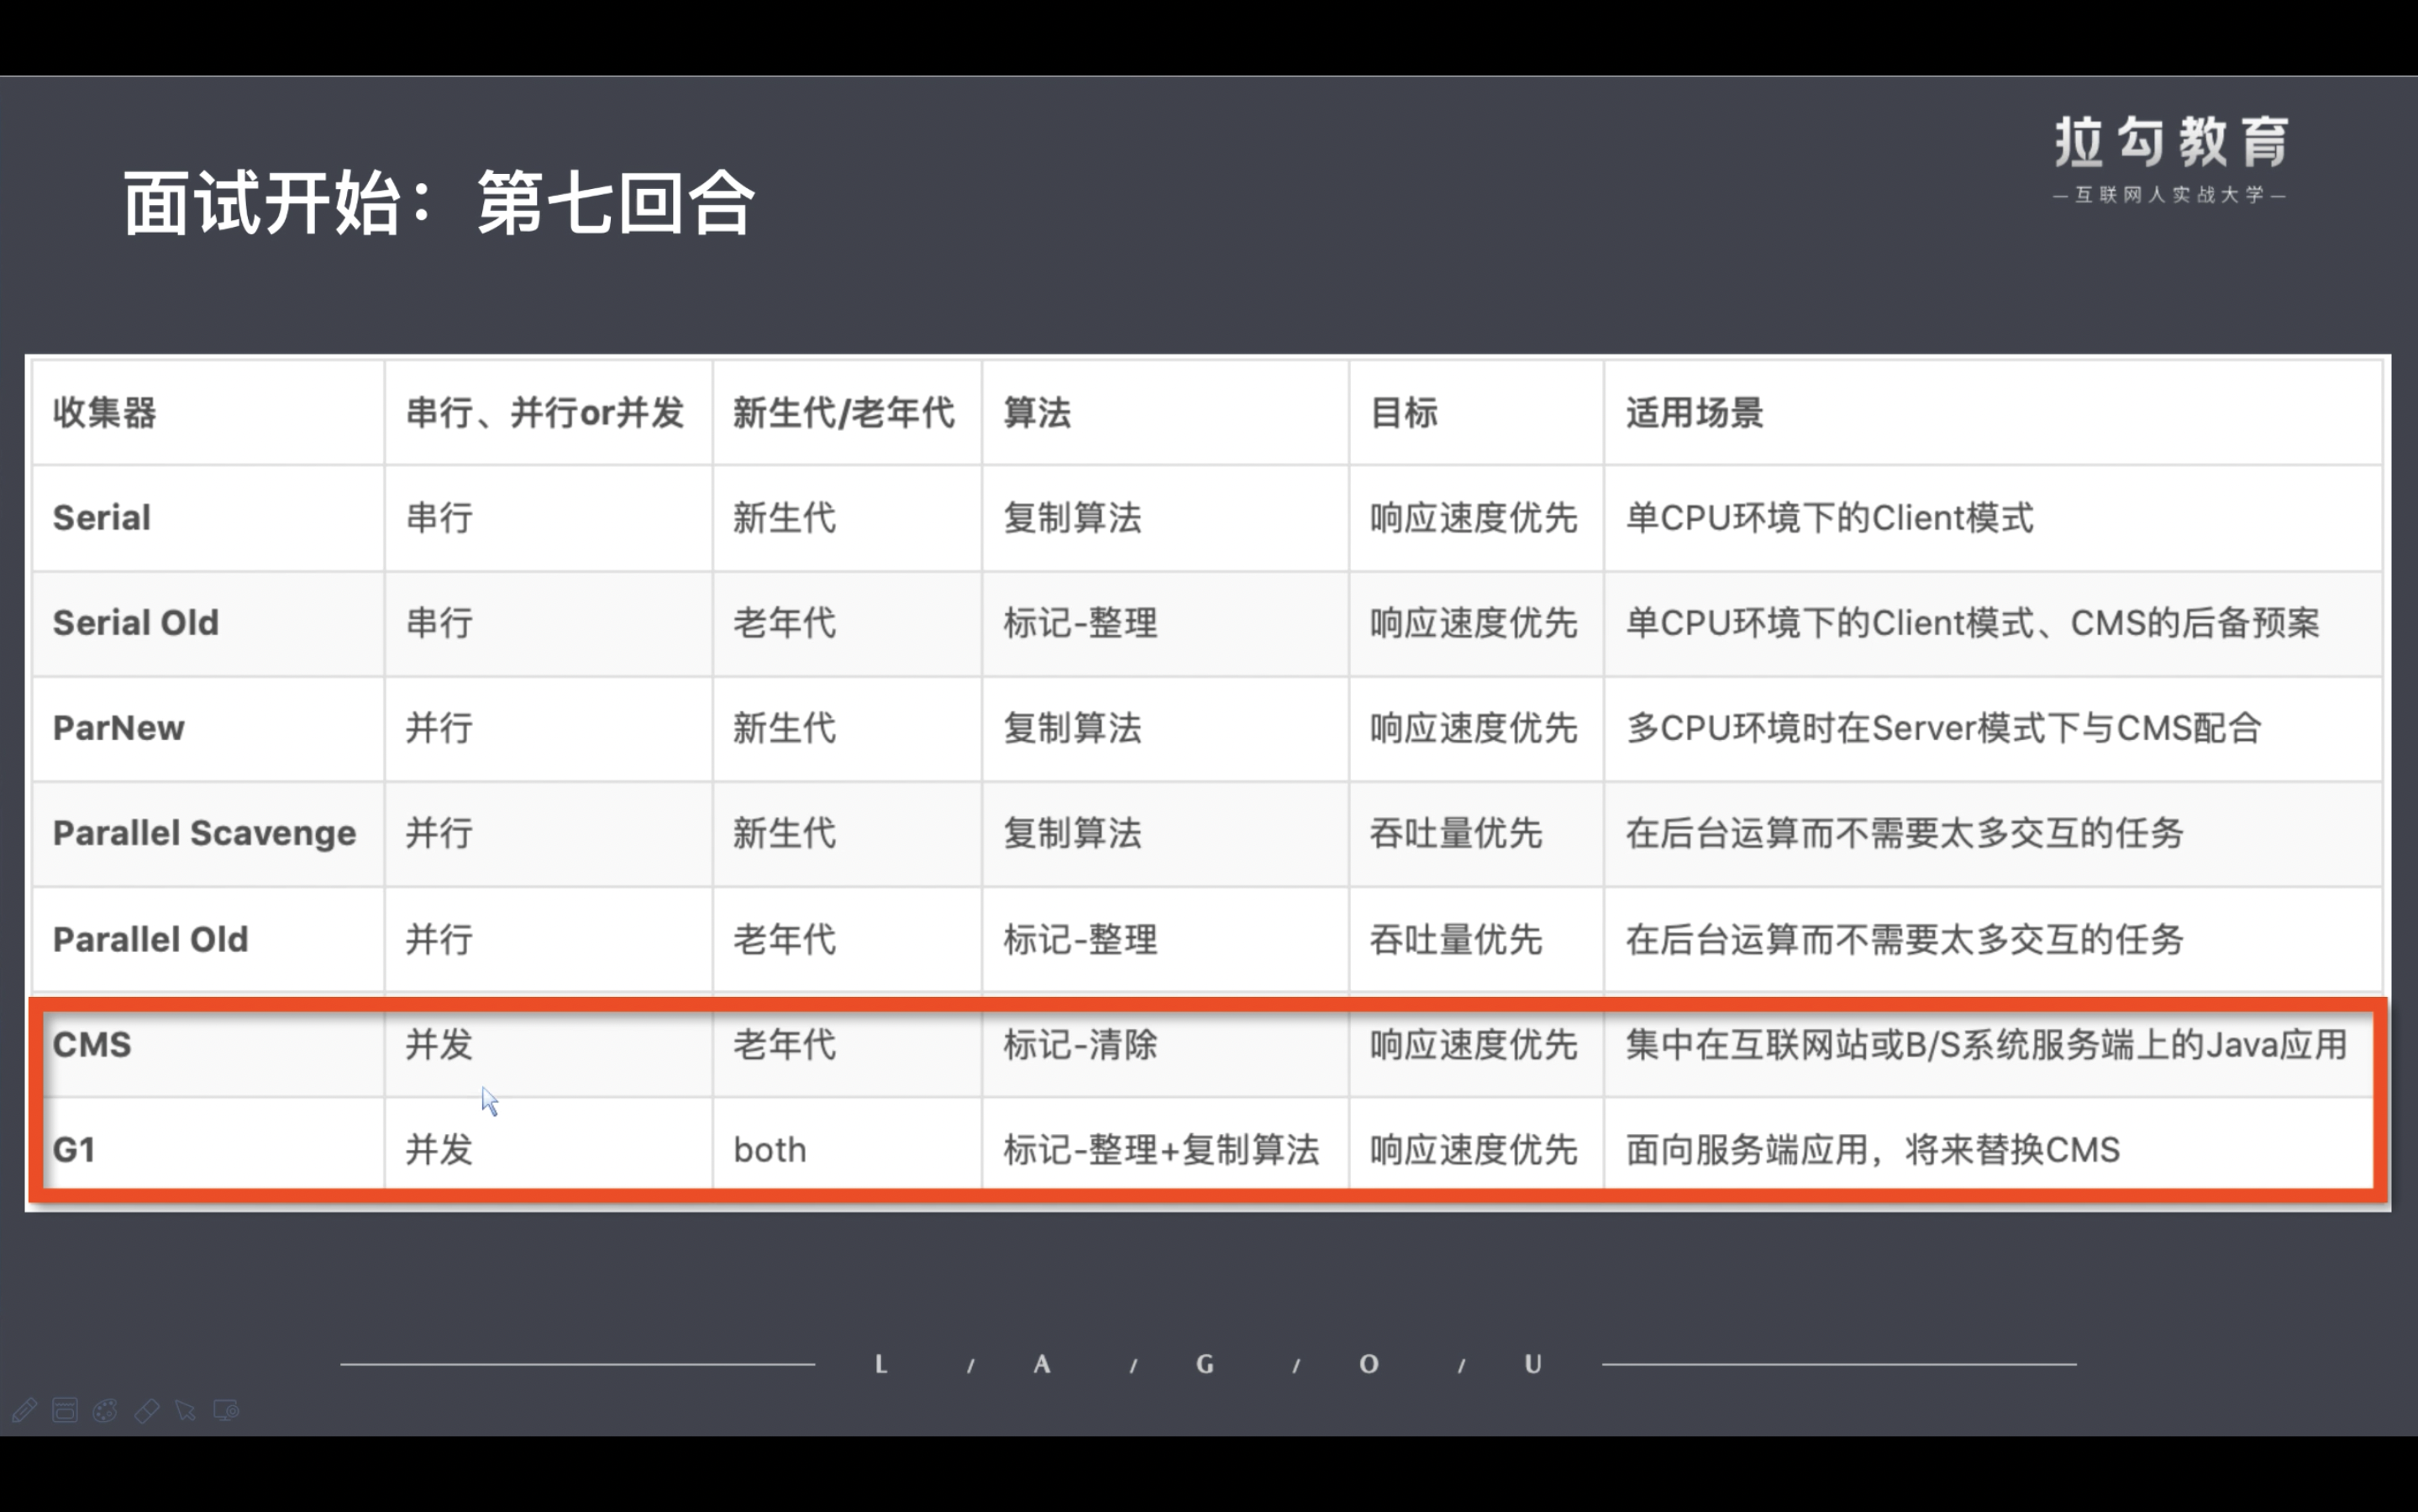 拉勾教育
—互联网人实战大学—
面试开始：第七回合
收集器 串行、并行or并发 新生代/老年代 算法 目标 适用场景
Serial 串行 新生代 复制算法 响应速度优先 单CPU环境下的Client模式
Serial Old 串行 老年代 标记-整理 响应速度优先 单CPU环境下的Client模式、CMS的后备预案
ParNew 并行 新生代 复制算法 响应速度优先 多CPU环境时在Server模式下与CMS配合
Parallel Scavenge 并行 新生代 复制算法 吞吐量优先 在后台运算而不需要太多交互的任务
Parallel Old 并行 老年代 标记-整理 吞吐量优先 在后台运算而不需要太多交互的任务
CMS 并发 老年代 标记-清除 响应速度优先 集中在互联网站或B/S系统服务端上的Java应用
G1 并发 both 标记-整理+复制算法 响应速度优先 面向服务端应用，将来替换CMS
L / A / G / O / U